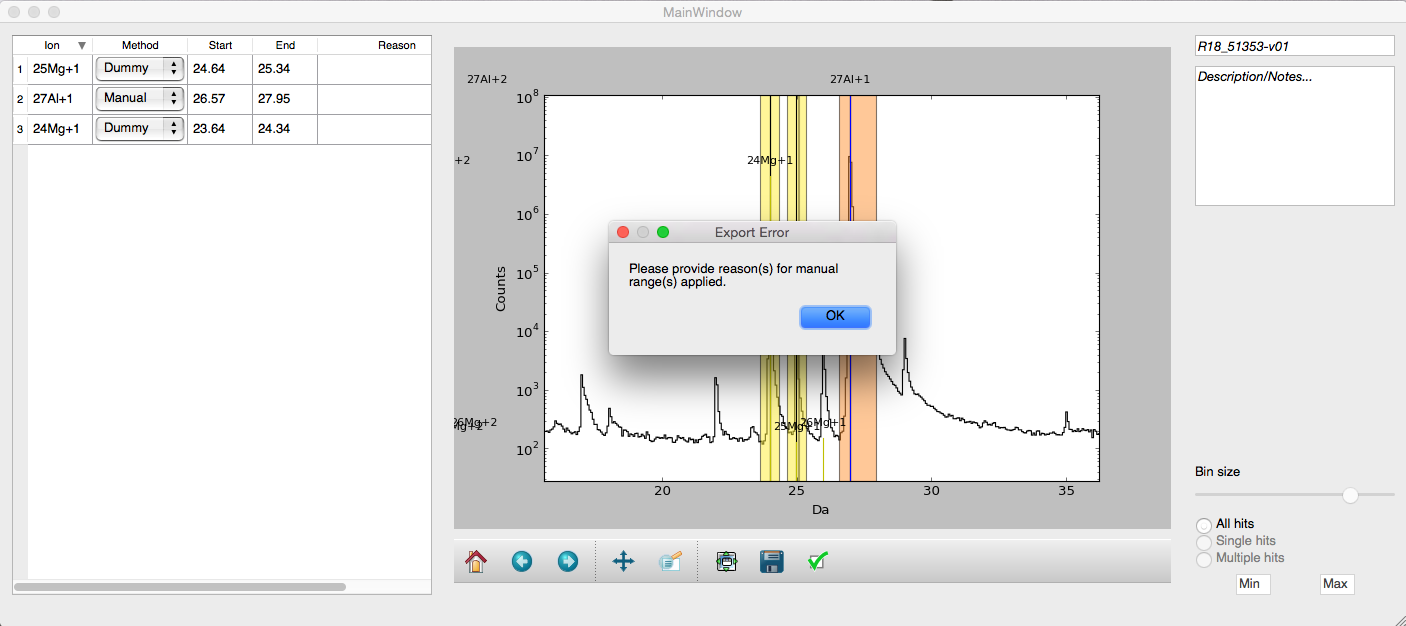 MainWindow
Ion Method Start End Reason
1 25Mg+1 Dummy 24.64 25.34
2 27Al+1 Manual 26.57 27.95
3 24Mg+1 Dummy 23.64 24.34
27Al+2 27Al+1
+2 24Mg+1
26Mg+2
25Mg+1 26Mg+1
10^8
10^7
10^6
10^5
10^4
10^3
10^2
Counts
20 25 30 35
Da
Export Error
Please provide reason(s) for manual
range(s) applied.
OK
R18_51353-v01
Description/Notes...
Bin size
All hits
Single hits
Multiple hits
Min Max